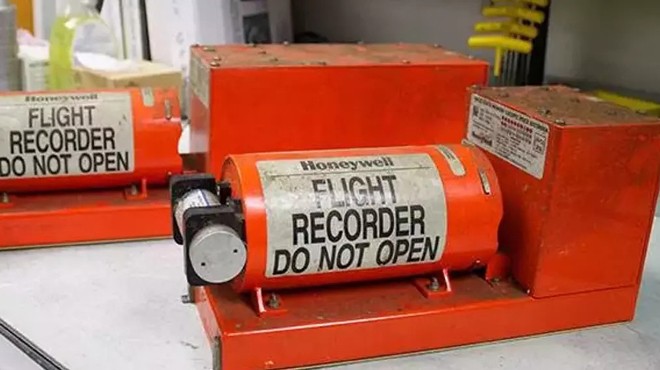 Honeywell
FLIGHT
RECORDER
DO NOT OPEN
Honeywell
FLIGHT
RECORDER
DO NOT OPEN